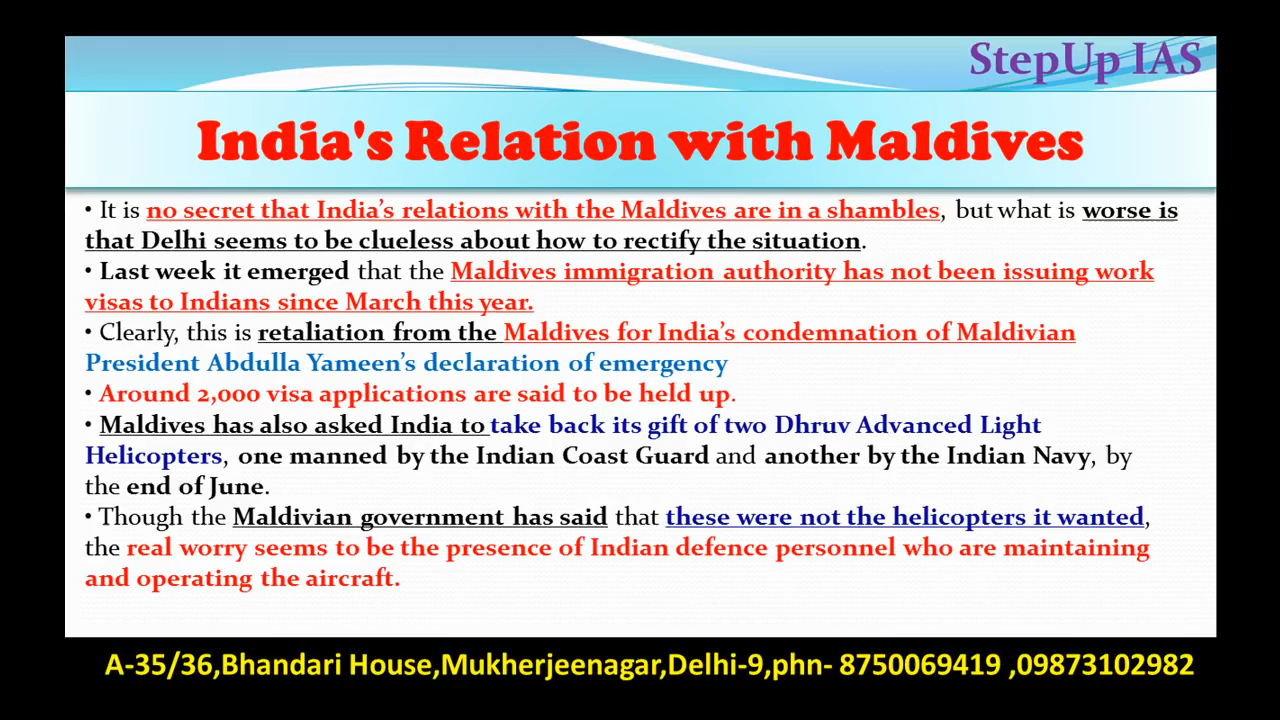 StepUp IAS
India's Relation with Maldives
• It is no secret that India’s relations with the Maldives are in a shambles, but what is worse is
that Delhi seems to be clueless about how to rectify the situation.
• Last week it emerged that the Maldives immigration authority has not been issuing work
visas to Indians since March this year.
• Clearly, this is retaliation from the Maldives for India’s condemnation of Maldivian
President Abdulla Yameen’s declaration of emergency
• Around 2,000 visa applications are said to be held up.
• Maldives has also asked India to take back its gift of two Dhruv Advanced Light
Helicopters, one manned by the Indian Coast Guard and another by the Indian Navy, by
the end of June.
• Though the Maldivian government has said that these were not the helicopters it wanted,
the real worry seems to be the presence of Indian defence personnel who are maintaining
and operating the aircraft.
A-35/36,Bhandari House,Mukherjeenagar,Delhi-9,phn- 8750069419 ,09873102982